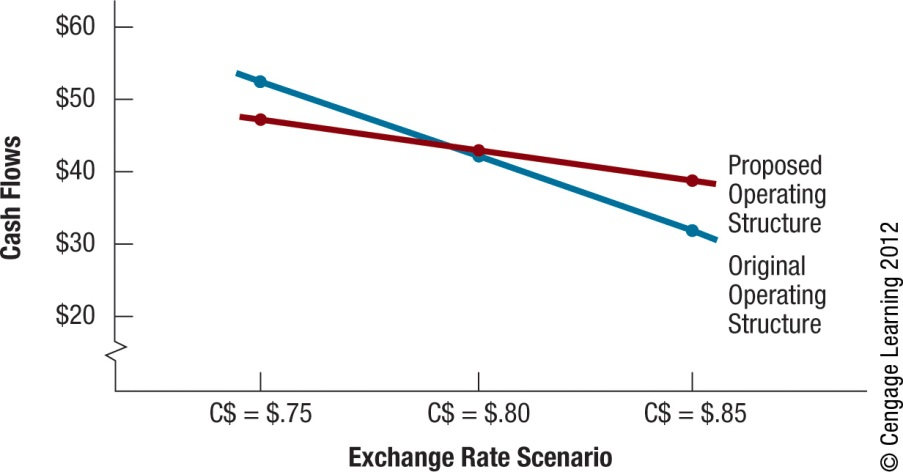 $60
$50
$40
$30
$20
Cash Flows
Proposed
Operating
Structure
Original
Operating
Structure
C$ = $.75
C$ = $.80
C$ = $.85
Exchange Rate Scenario
© Cengage Learning 2012